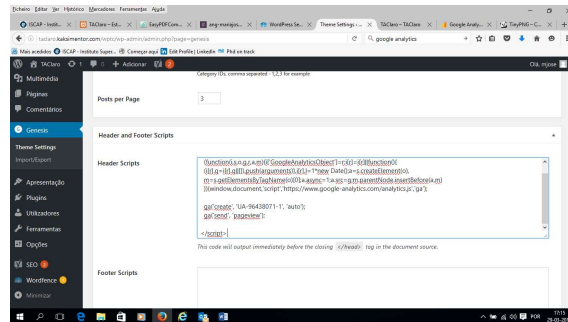 Ficheiro Editar Ver Histórico Marcadores Ferramentas Ajuda
ISCAP - Instit... TAClaro – Est... EasyPDFCom... eng-manajos... WordPress Se... Theme Settings ‹ ... TAClaro – TAClaro Google Analy... TinyPNG – C...
taclaro.kaksimentor.com/wpts/wp-admin/admin.php?page=genesis
google analytics
Mais acedidos ISCAP - Instituto Super... Começar aqui Edit Profile | LinkedIn Phd on track
TAClaro 1 0 + Adicionar 2 Olá, mjose
Multimédia
Páginas
Comentários
Genesis
Theme Settings
Import/Export
Apresentação
Plugins
Utilizadores
Ferramentas
Opções
SEO
Wordfence
Minimizar
Category IDs, comma separated - 1,2,3 for example
Posts per Page
3
Header and Footer Scripts
Header Scripts
(function(i,s,o,g,r,a,m){i['GoogleAnalyticsObject']=r;i[r]=i[r]||function(){
(i[r].q=i[r].q||[]).push(arguments)},i[r].l=1*new Date();a=s.createElement(o),
m=s.getElementsByTagName(o)[0];a.async=1;a.src=g;m.parentNode.insertBefore(a,m)
})(window,document,'script','https://www.google-analytics.com/analytics.js','ga');
ga('create', 'UA-96438071-1', 'auto');
ga('send', 'pageview');
</script>
This code will output immediately before the closing </head> tag in the document source.
Footer Scripts
POR
17:15